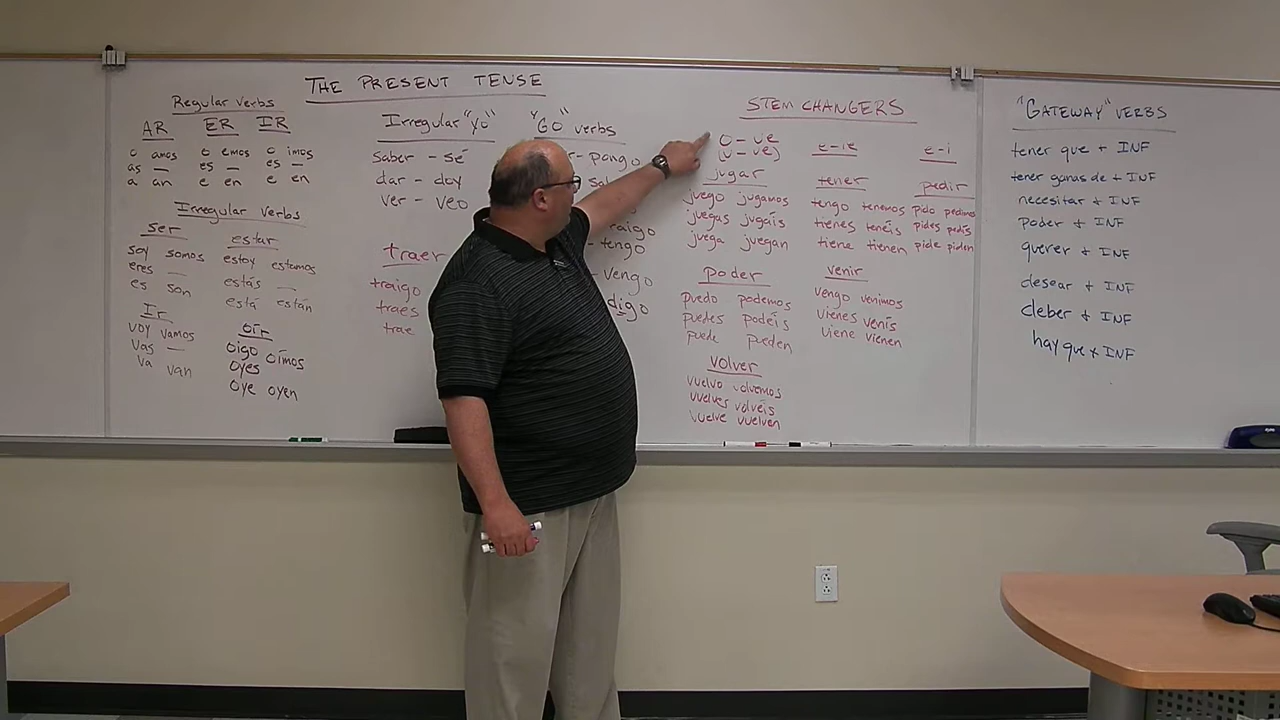 THE PRESENT TENSE
Regular Verbs
AR ER IR
o amos o emos o imos
as — es — es —
a an e en e en
Irregular Verbs
ser
soy somos
eres —
es son
estar
estoy estamos
estás —
está están
Ir
voy vamos
vas —
va van
oír
oigo oímos
oyes
oye oyen
Irregular "YO"
saber - sé
dar - doy
ver - veo
traer
traigo
traes
trae
"GO" verbs
r - pongo
sal
raigo
- tengo
- vengo
digo
STEM CHANGERS
o - ue
(u - ue)
jugar
juego jugamos
juegas jugáis
juega juegan
poder
puedo podemos
puedes podéis
puede pueden
volver
vuelvo volvemos
vuelves volvéis
vuelve vuelven
e-ie
tener
tengo tenemos
tienes tenéis
tiene tienen
venir
vengo venimos
vienes venís
viene vienen
e-i
pedir
pido pedimos
pides pedís
pide piden
"GATEWAY" VERBS
tener que + INF
tener ganas de + INF
necesitar + INF
poder + INF
querer + INF
desear + INF
deber + INF
hay que + INF